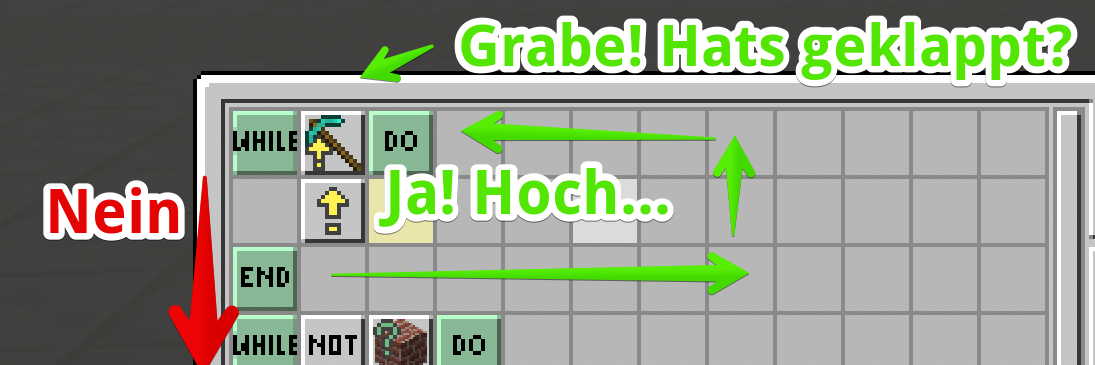 Grabe! Hats geklappt?
WHILE DO
Nein
Ja! Hoch...
END
WHILE NOT DO